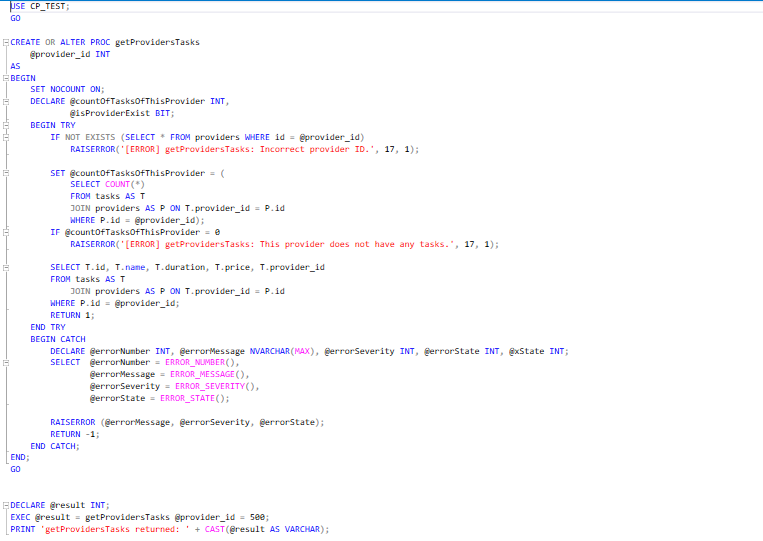 USE CP_TEST;
GO
CREATE OR ALTER PROC getProvidersTasks
@provider_id INT
AS
BEGIN
SET NOCOUNT ON;
DECLARE @countOfTasksOfThisProvider INT,
@isProviderExist BIT;
BEGIN TRY
IF NOT EXISTS (SELECT * FROM providers WHERE id = @provider_id)
RAISERROR('[ERROR] getProvidersTasks: Incorrect provider ID.', 17, 1);
SET @countOfTasksOfThisProvider = (
SELECT COUNT(*)
FROM tasks AS T
JOIN providers AS P ON T.provider_id = P.id
WHERE P.id = @provider_id);
IF @countOfTasksOfThisProvider = 0
RAISERROR('[ERROR] getProvidersTasks: This provider does not have any tasks.', 17, 1);
SELECT T.id, T.name, T.duration, T.price, T.provider_id
FROM tasks AS T
JOIN providers AS P ON T.provider_id = P.id
WHERE P.id = @provider_id;
RETURN 1;
END TRY
BEGIN CATCH
DECLARE @errorNumber INT, @errorMessage NVARCHAR(MAX), @errorSeverity INT, @errorState INT, @xState INT;
SELECT @errorNumber = ERROR_NUMBER(),
@errorMessage = ERROR_MESSAGE(),
@errorSeverity = ERROR_SEVERITY(),
@errorState = ERROR_STATE();
RAISERROR (@errorMessage, @errorSeverity, @errorState);
RETURN -1;
END CATCH;
END;
GO
DECLARE @result INT;
EXEC @result = getProvidersTasks @provider_id = 500;
PRINT 'getProvidersTasks returned: ' + CAST(@result AS VARCHAR);